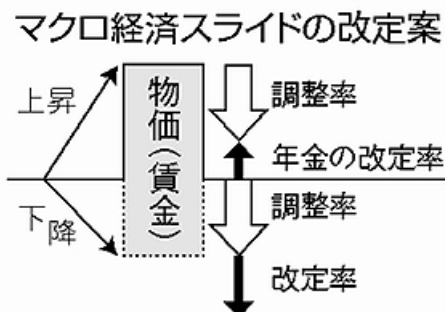 マクロ経済スライドの改定案
上昇
物価(賃金)
調整率
年金の改定率
下降
調整率
改定率